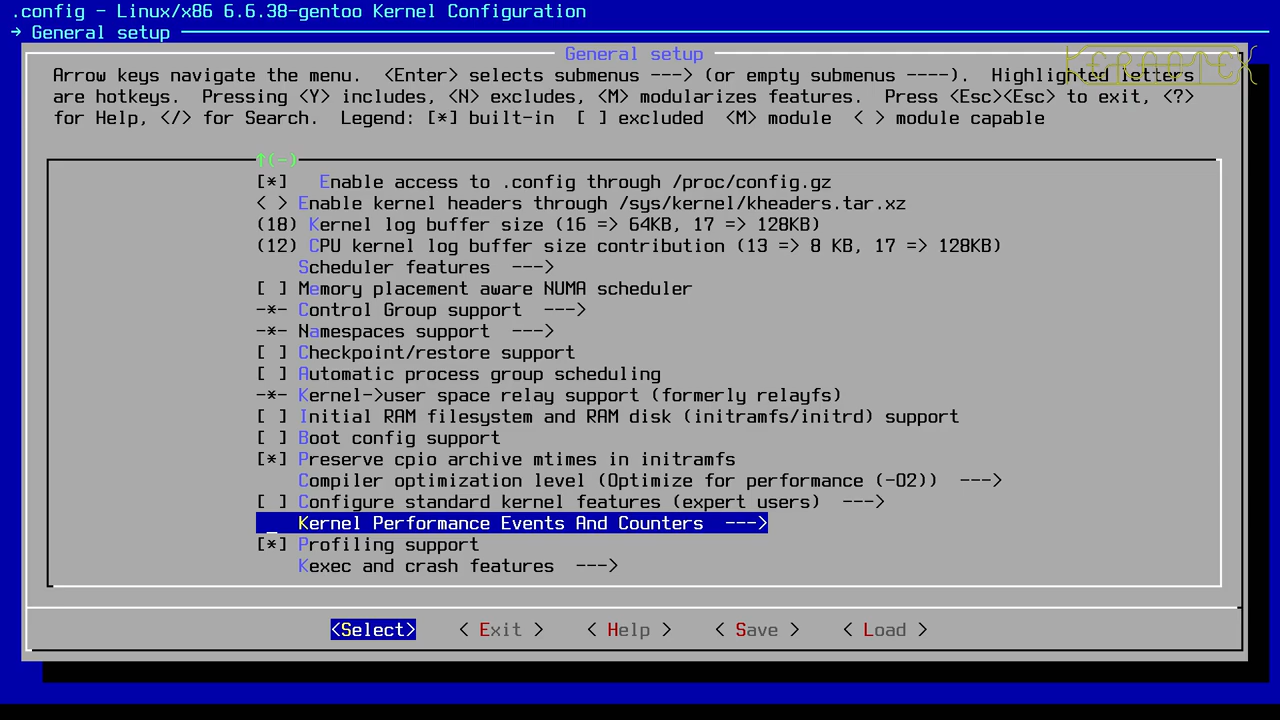 .config - Linux/x86 6.6.38-gentoo Kernel Configuration
→ General setup
General setup
Arrow keys navigate the menu.  <Enter> selects submenus ---> (or empty submenus ----).  Highlighted letters
are hotkeys.  Pressing <Y> includes, <N> excludes, <M> modularizes features.  Press <Esc><Esc> to exit, <?>
for Help, </> for Search.  Legend: [*] built-in  [ ] excluded  <M> module  < > module capable
↑(-)
[*]   Enable access to .config through /proc/config.gz
< > Enable kernel headers through /sys/kernel/kheaders.tar.xz
(18) Kernel log buffer size (16 => 64KB, 17 => 128KB)
(12) CPU kernel log buffer size contribution (13 => 8 KB, 17 => 128KB)
Scheduler features  --->
[ ] Memory placement aware NUMA scheduler
-*- Control Group support  --->
-*- Namespaces support  --->
[ ] Checkpoint/restore support
[ ] Automatic process group scheduling
-*- Kernel->user space relay support (formerly relayfs)
[ ] Initial RAM filesystem and RAM disk (initramfs/initrd) support
[ ] Boot config support
[*] Preserve cpio archive mtimes in initramfs
Compiler optimization level (Optimize for performance (-O2))  --->
[ ] Configure standard kernel features (expert users)  --->
Kernel Performance Events And Counters  --->
[*] Profiling support
Kexec and crash features  --->
<Select>    < Exit >    < Help >    < Save >    < Load >